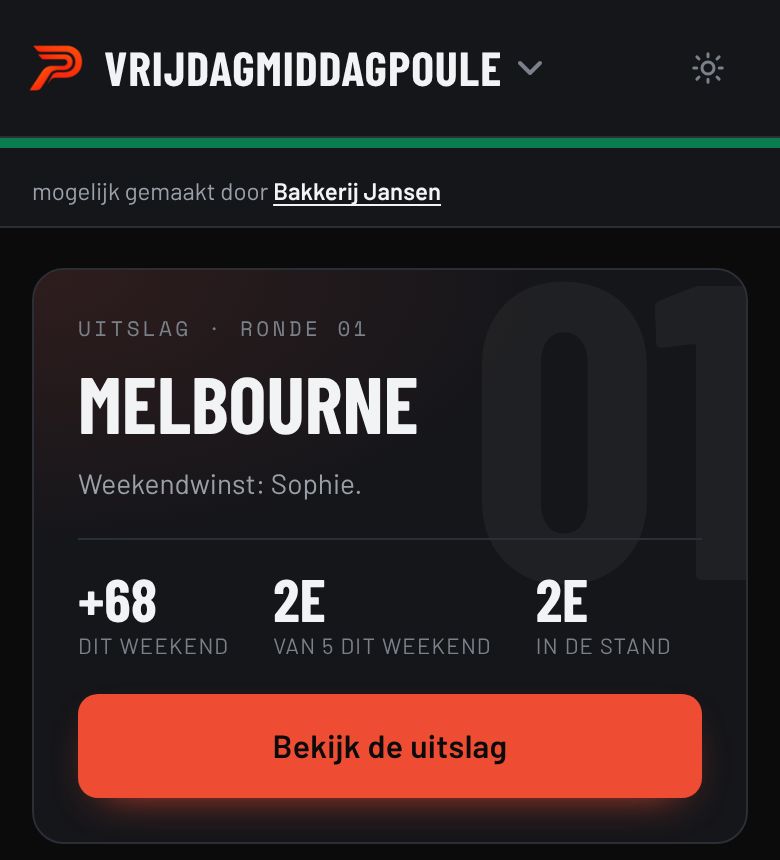 VRIJDAGMIDDAGPOULE
mogelijk gemaakt door Bakkerij Jansen
01
UITSLAG · RONDE 01
MELBOURNE
Weekendwinst: Sophie.
+68 2E 2E
DIT WEEKEND VAN 5 DIT WEEKEND IN DE STAND
Bekijk de uitslag